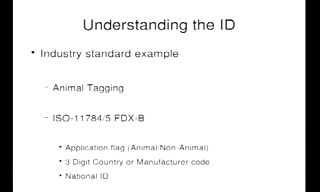 Understanding the ID
• Industry standard example
– Animal Tagging
– ISO-11784/5 FDX-B
• Application flag (Animal/Non-Animal)
• 3 Digit Country or Manufacturer code
• National ID